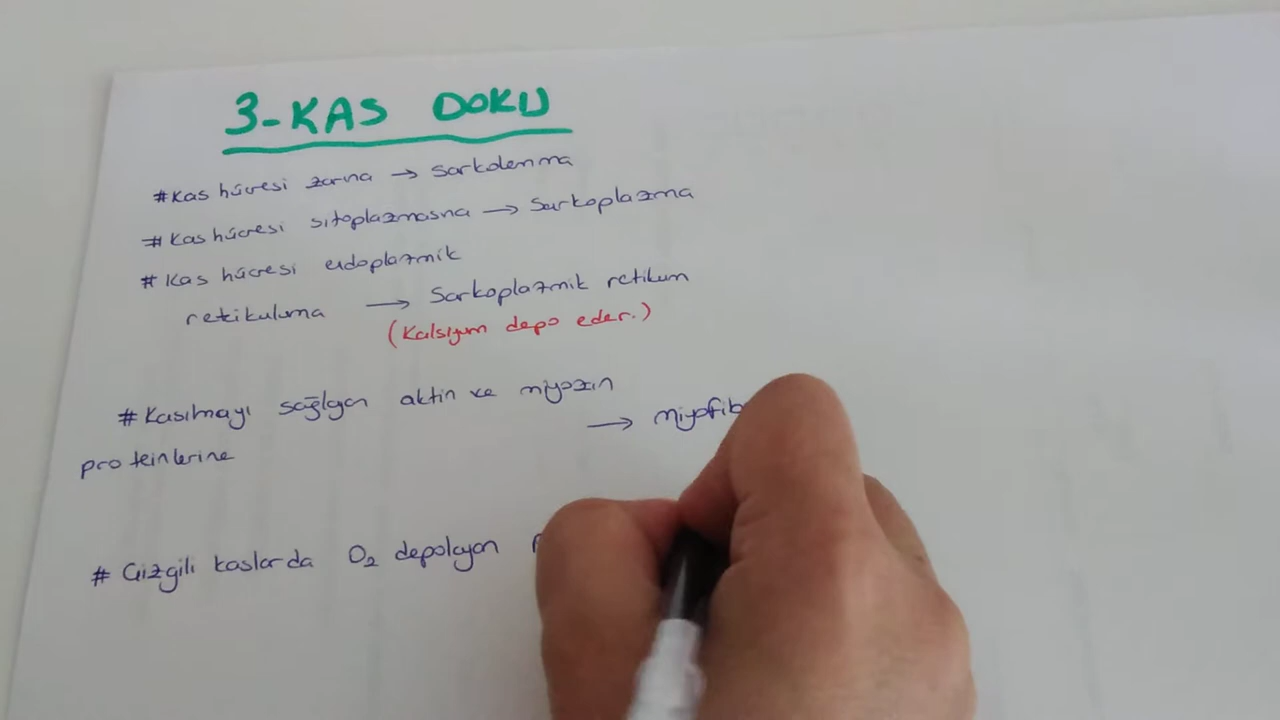 3-KAS DOKU
#Kas hücresi zarına → Sarkolemma
#Kas hücresi sitoplazmasına → Sarkoplazma
# Kas hücresi endoplazmik
retikuluma → Sarkoplazmik retikum
(Kalsiyum depo eder.)
#Kasılmayı sağlayan aktin ve miyozin
→ miyofib
proteinlerine
# Çizgili kaslarda O₂ depolayan